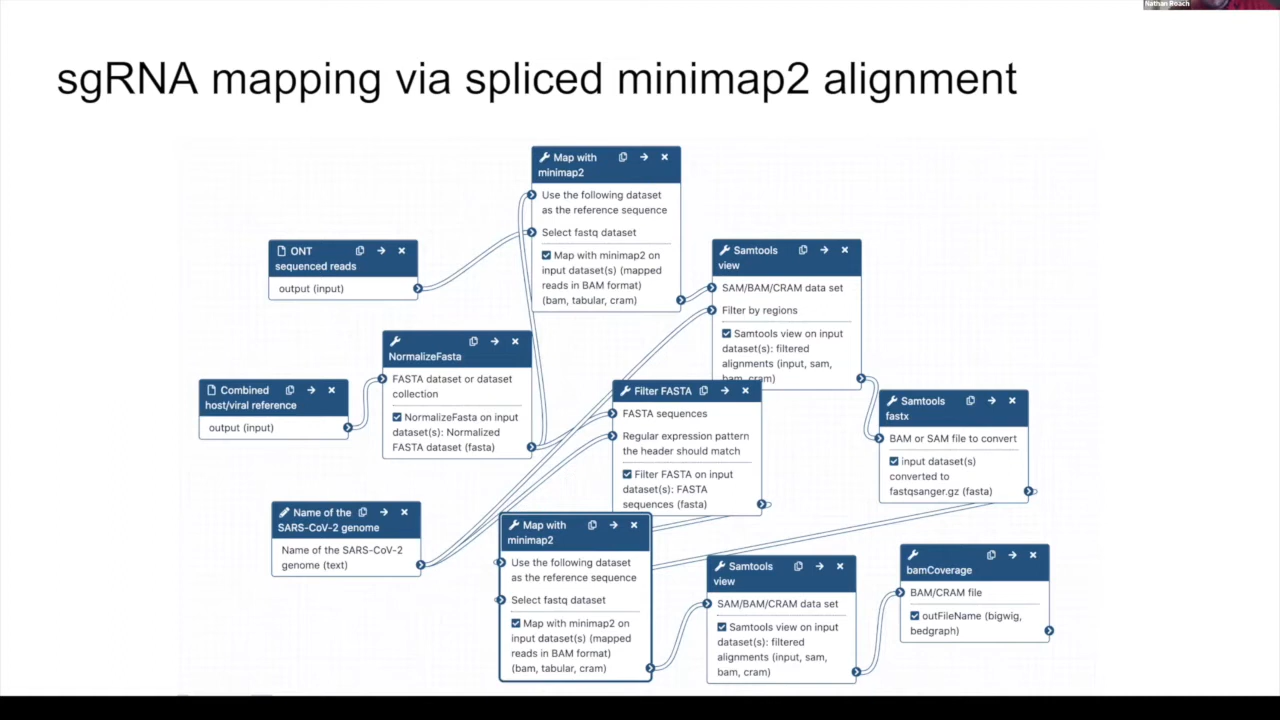 Nathan Roach
sgRNA mapping via spliced minimap2 alignment
Map with
minimap2
Use the following dataset
as the reference sequence
Select fastq dataset
Map with minimap2 on
input dataset(s) (mapped
reads in BAM format)
(bam, tabular, cram)
ONT
sequenced reads
output (input)
Samtools
view
SAM/BAM/CRAM data set
Filter by regions
Samtools view on input
dataset(s): filtered
alignments (input, sam,
bam, cram)
NormalizeFasta
FASTA dataset or dataset
collection
NormalizeFasta on input
dataset(s): Normalized
FASTA dataset (fasta)
Combined
host/viral reference
output (input)
Filter FASTA
FASTA sequences
Regular expression pattern
the header should match
Filter FASTA on input
dataset(s): FASTA
sequences (fasta)
Samtools
fastx
BAM or SAM file to convert
input dataset(s)
converted to
fastqsanger.gz (fasta)
Name of the
SARS-CoV-2 genome
Name of the SARS-CoV-2
genome (text)
Map with
minimap2
Use the following dataset
as the reference sequence
Select fastq dataset
Map with minimap2 on
input dataset(s) (mapped
reads in BAM format)
(bam, tabular, cram)
Samtools
view
SAM/BAM/CRAM data set
Samtools view on input
dataset(s): filtered
alignments (input, sam,
bam, cram)
bamCoverage
BAM/CRAM file
outFileName (bigwig,
bedgraph)